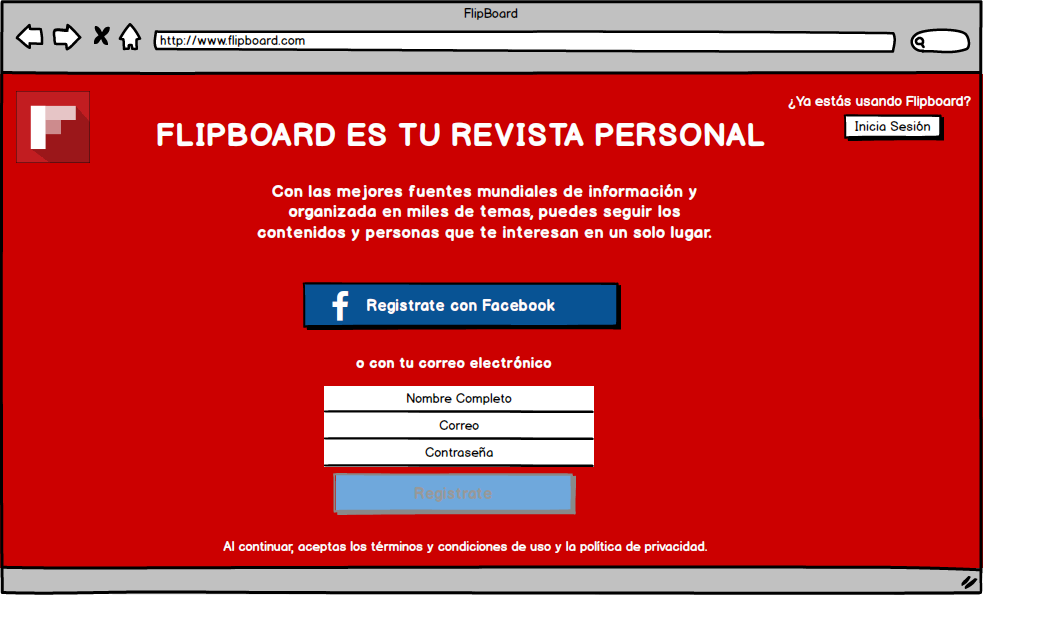 FlipBoard
http://www.flipboard.com
¿Ya estás usando Flipboard?
Inicia Sesión
FLIPBOARD ES TU REVISTA PERSONAL
Con las mejores fuentes mundiales de información y
organizada en miles de temas, puedes seguir los
contenidos y personas que te interesan en un solo lugar.
Registrate con Facebook
o con tu correo electrónico
Nombre Completo
Correo
Contraseña
Registrate
Al continuar, aceptas los términos y condiciones de uso y la política de privacidad.